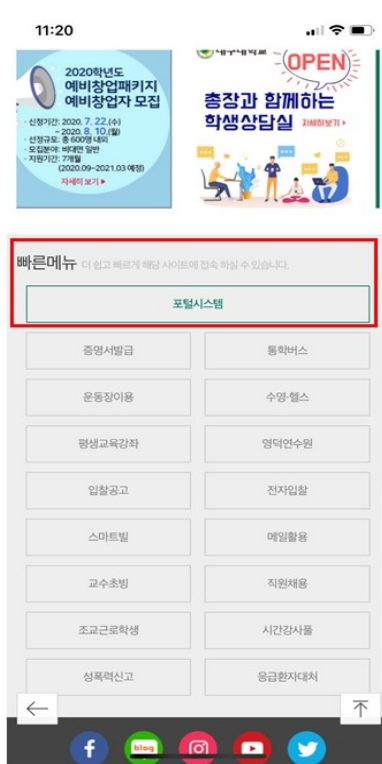 11:20
2020학년도
예비창업패키지
예비창업자 모집
· 신청기간: 2020. 7. 22.(수)
~ 2020. 8. 10.(월)
· 선정규모: 총 600명 내외
· 모집분야: 비대면 일반
· 지원기간: 7개월
(2020.09~2021.03 예정)
자세히 보기 ▶
대구대학교
OPEN
총장과 함께하는
학생상담실 자세히보기 ▸
빠른메뉴 더 쉽고 빠르게 해당 사이트에 접속 하실 수 있습니다.
포털시스템
증명서발급 통학버스
운동장이용 수영·헬스
평생교육강좌 영덕연수원
입찰공고 전자입찰
스마트빌 메일활용
교수초빙 직원채용
조교근로학생 시간강사풀
성폭력신고 응급환자대처
blog